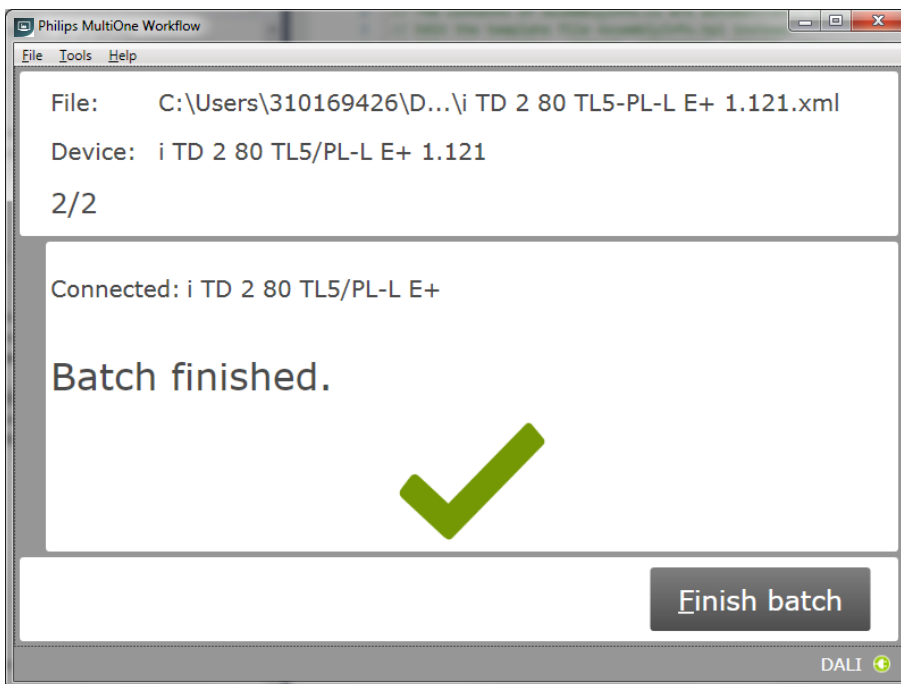 Philips MultiOne Workflow
File Tools Help
File: C:\Users\310169426\D...\i TD 2 80 TL5-PL-L E+ 1.121.xml
Device: i TD 2 80 TL5/PL-L E+ 1.121
2/2
Connected: i TD 2 80 TL5/PL-L E+
Batch finished.
Finish batch
DALI